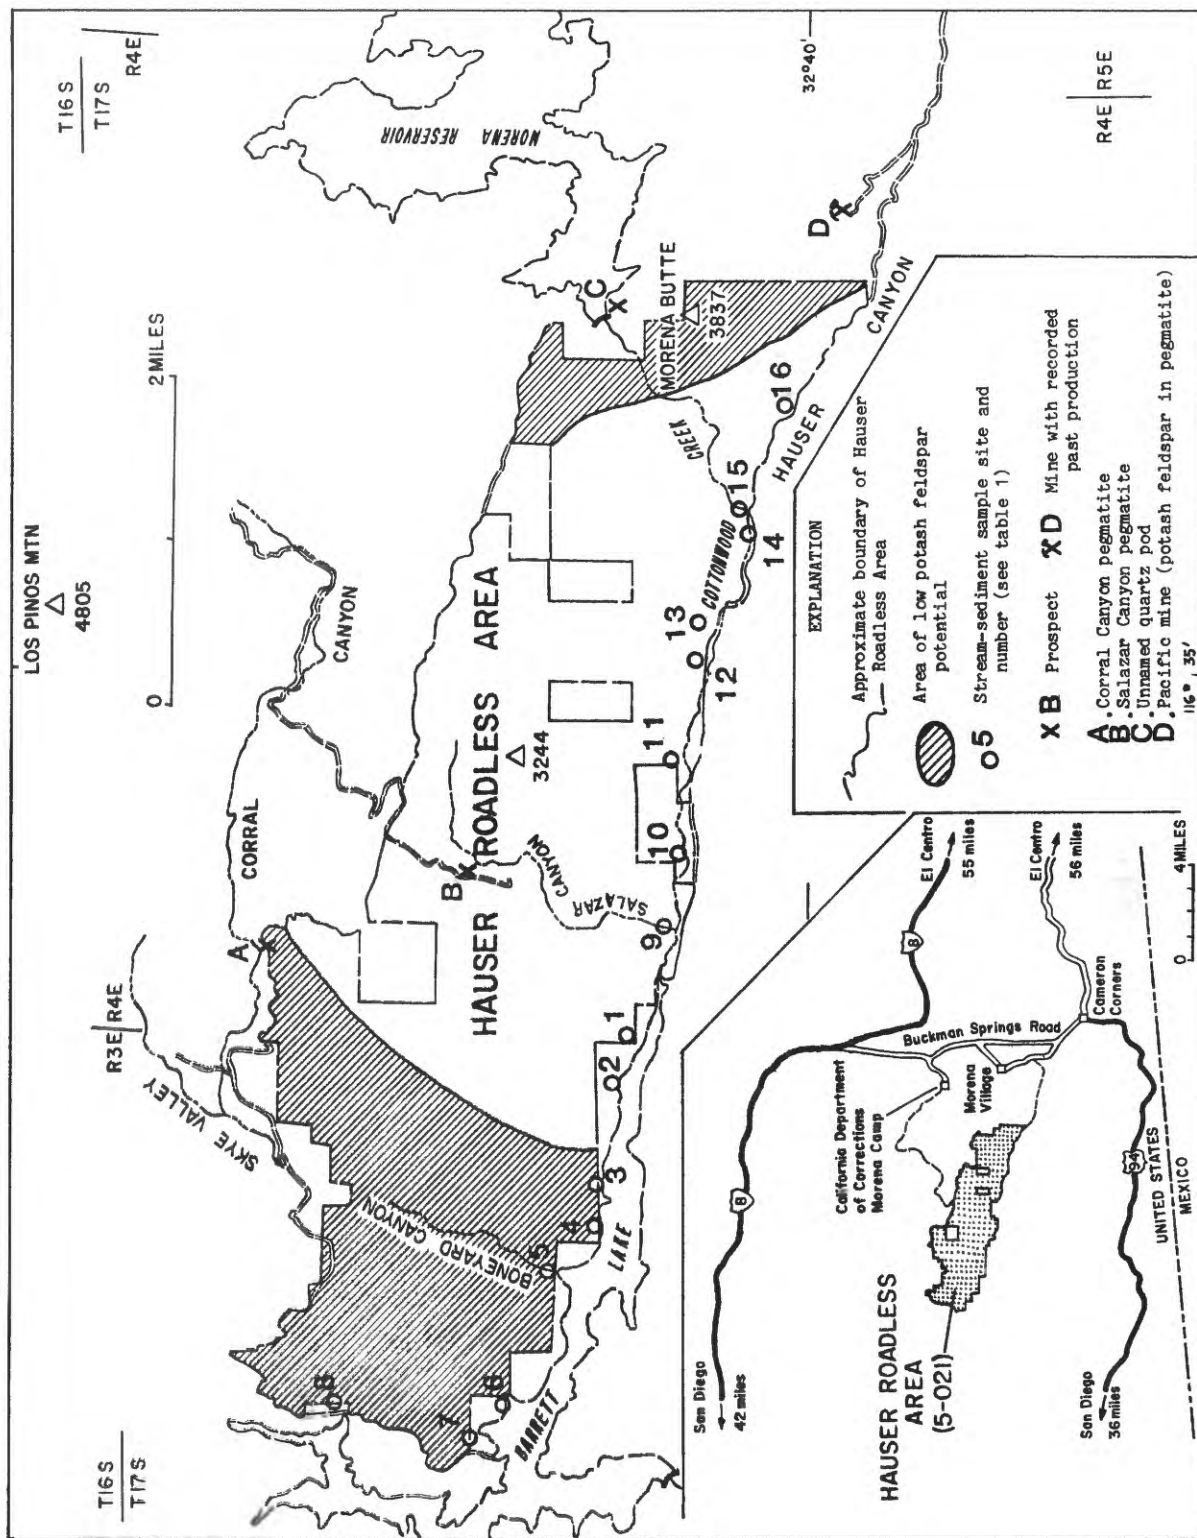 T16S
T17S
R3E R4E
LOS PINOS MTN
4805
T16S
T17S
R4E
SKYE VALLEY
CORRAL
CANYON
0
2 MILES
A
B
HAUSER ROADLESS AREA
3244
SALAZAR
CANYON
BONEYARD CANYON
BARRETT
LAKE
MORENA
RESERVOIR
C
X
MORENA BUTTE
3837
COTTONWOOD
CREEK
HAUSER
CANYON
D
32°40'
R4E R5E
8
7
6
5
4
3
2
1
9
10
11
12
13
14
15
16
EXPLANATION
Approximate boundary of Hauser
Roadless Area
Area of low potash feldspar
potential
5 Stream-sediment sample site and
number (see table 1)
X B Prospect
D Mine with recorded
past production
A. Corral Canyon pegmatite
B. Salazar Canyon pegmatite
C. Unnamed quartz pod
D. Pacific mine (potash feldspar in pegmatite)
116°, 35'
San Diego
42 miles
8
8
El Centro
55 miles
California Department
of Corrections
Morena Camp
Buckman Springs Road
Morena
Village
El Centro
56 miles
Cameron
Corners
HAUSER ROADLESS
AREA
(5-021)
San Diego
36 miles
94
UNITED STATES
MEXICO
0
4 MILES